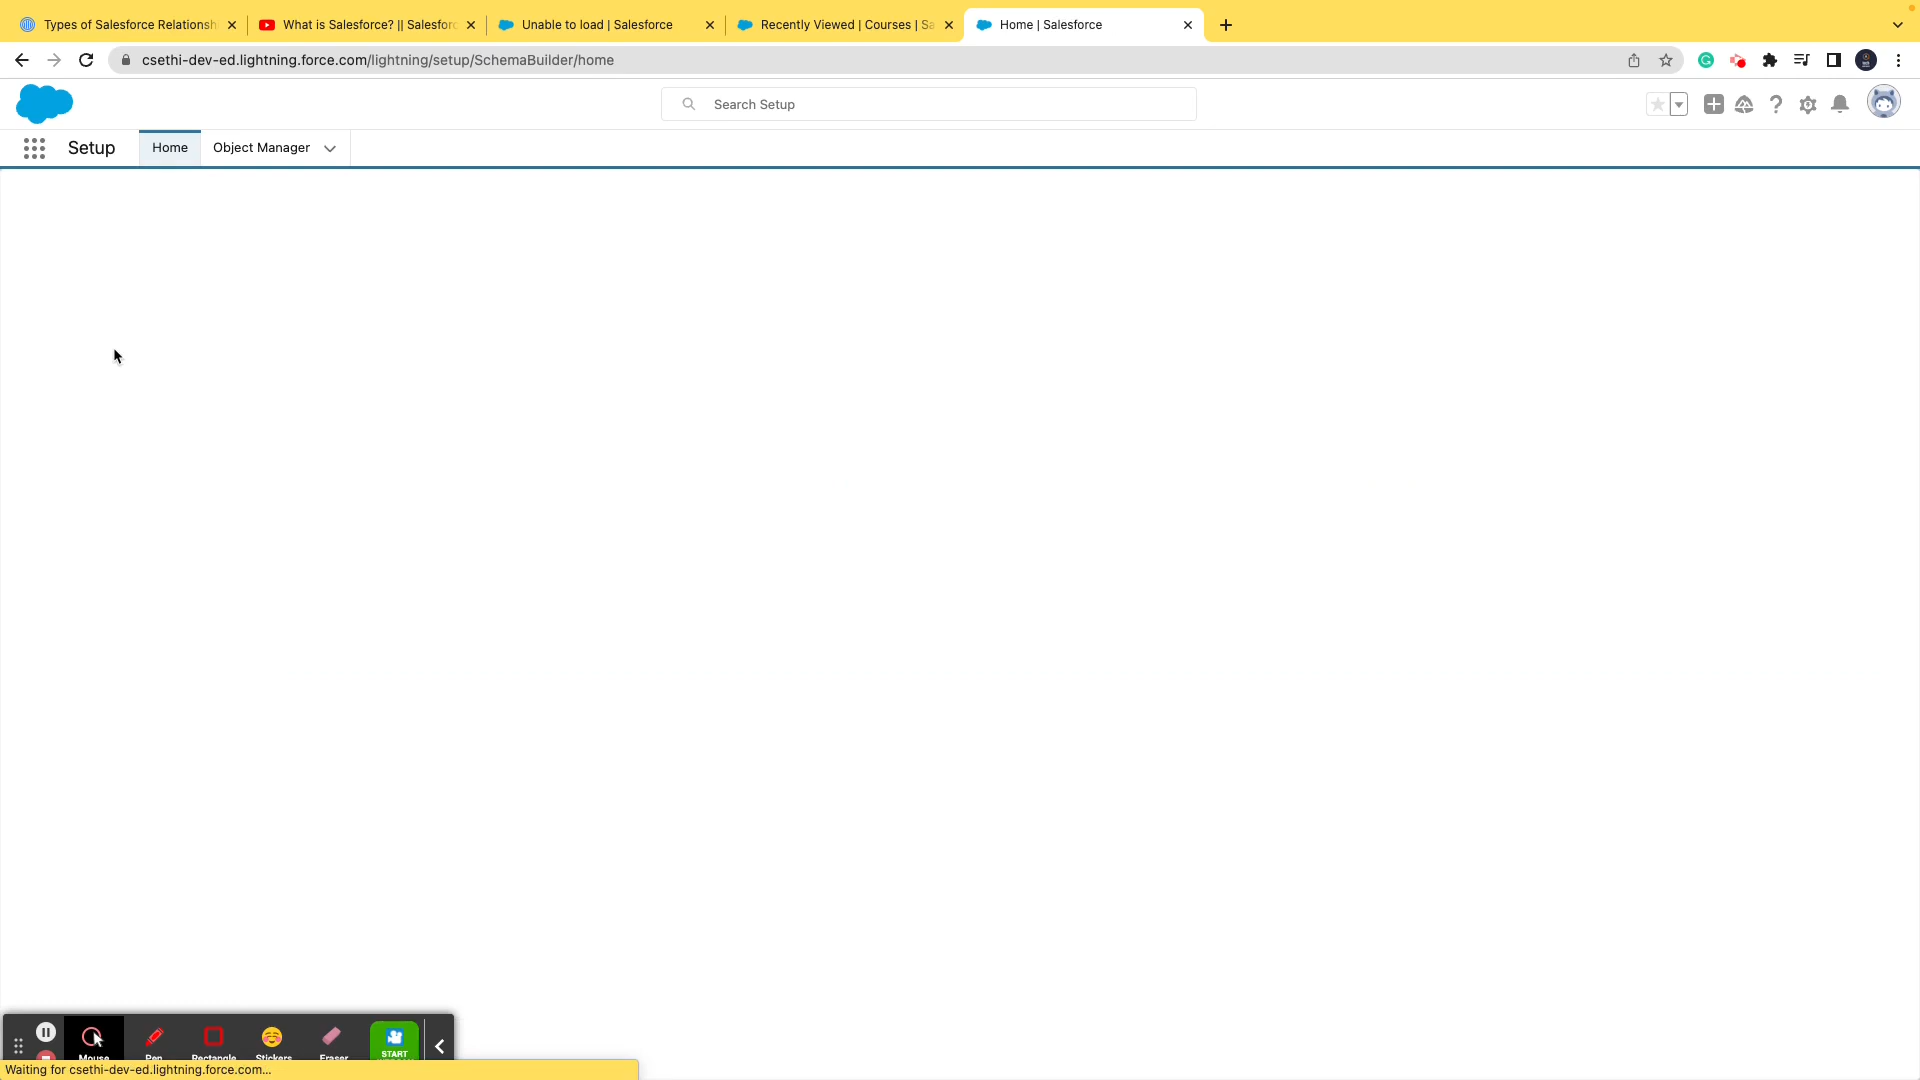 Types of Salesforce Relationsh
What is Salesforce? || Salesforc
Unable to load | Salesforce
Recently Viewed | Courses | Sa
Home | Salesforce
csethi-dev-ed.lightning.force.com/lightning/setup/SchemaBuilder/home
Search Setup
Setup
Home
Object Manager
Mouse
Pen
Rectangle
Stickers
Eraser
START
Waiting for csethi-dev-ed.lightning.force.com...